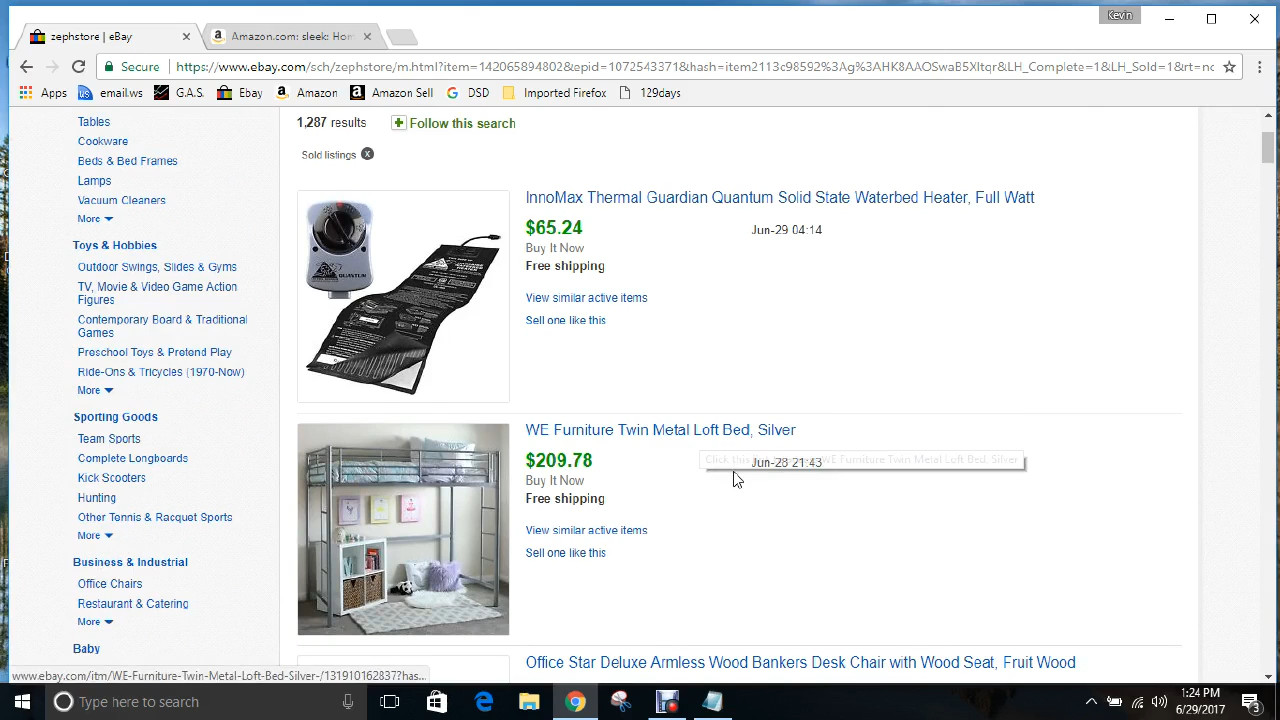 Kevin
zephstore | eBay
Amazon.com: sleek: Hom
Secure
https://www.ebay.com/sch/zephstore/m.html?item=142065894802&epid=1072543371&hash=item2113c98592%3Ag%3AHK8AAOSwaB5XItqr&LH_Complete=1&LH_Sold=1&rt=nc
Apps
email.ws
G.A.S.
Ebay
Amazon
Amazon Sell
DSD
Imported Firefox
129days
Tables
Cookware
Beds & Bed Frames
Lamps
Vacuum Cleaners
More
Toys & Hobbies
Outdoor Swings, Slides & Gyms
TV, Movie & Video Game Action
Figures
Contemporary Board & Traditional
Games
Preschool Toys & Pretend Play
Ride-Ons & Tricycles (1970-Now)
More
Sporting Goods
Team Sports
Complete Longboards
Kick Scooters
Hunting
Other Tennis & Racquet Sports
More
Business & Industrial
Office Chairs
Restaurant & Catering
More
Baby
1,287 results
Follow this search
Sold listings
InnoMax Thermal Guardian Quantum Solid State Waterbed Heater, Full Watt
$65.24
Jun-29 04:14
Buy It Now
Free shipping
View similar active items
Sell one like this
QUANTUM
WE Furniture Twin Metal Loft Bed, Silver
$209.78
Jun-28 21:43
Buy It Now
Free shipping
View similar active items
Sell one like this
Office Star Deluxe Armless Wood Bankers Desk Chair with Wood Seat, Fruit Wood
www.ebay.com/itm/WE-Furniture-Twin-Metal-Loft-Bed-Silver-/131910162837?has...
Type here to search
1:24 PM
6/29/2017
3